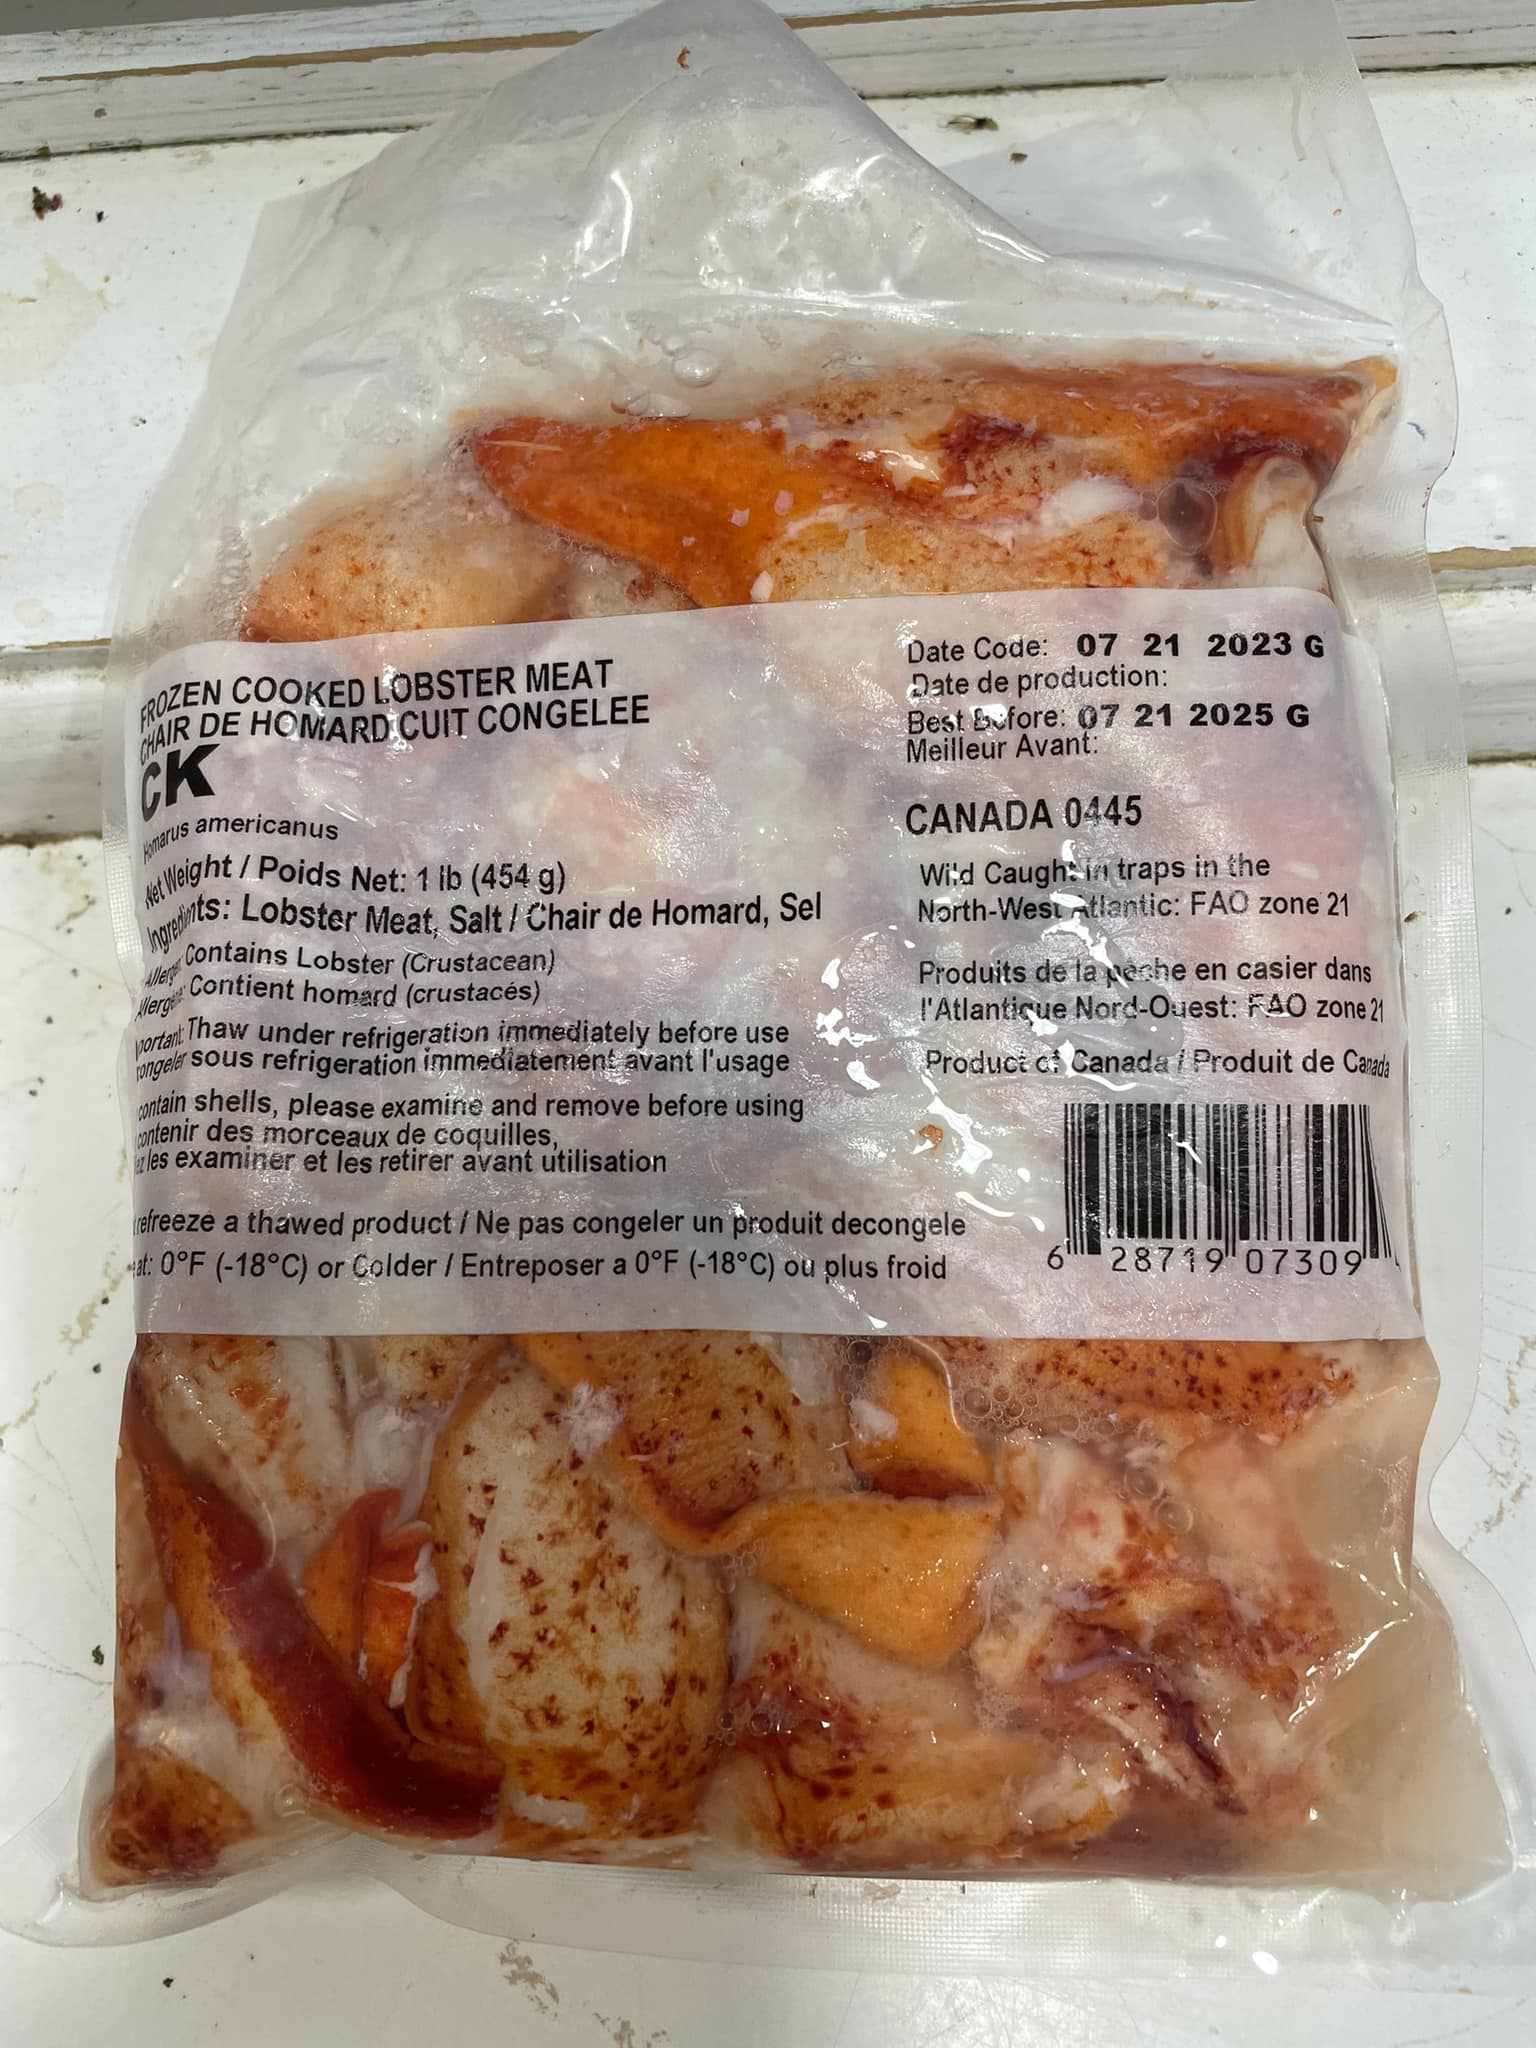 FROZEN COOKED LOBSTER MEAT
CHAIR DE HOMARD CUIT CONGELEE
CK
Homarus americanus
Net Weight / Poids Net: 1 lb (454 g)
Ingredients: Lobster Meat, Salt / Chair de Homard, Sel
Contains Lobster (Crustacean)
Contient homard (crustacés)
Thaw under refrigeration immediately before use
sous refrigeration immediatement avant l'usage
contain shells, please examine and remove before using
contenir des morceaux de coquilles,
les examiner et les retirer avant utilisation
refreeze a thawed product / Ne pas congeler un produit decongele
at: 0°F (-18°C) or Colder / Entreposer a 0°F (-18°C) ou plus froid
Date Code: 07 21 2023 G
Date de production:
Best Before: 07 21 2025 G
Meilleur Avant:
CANADA 0445
Wild Caught in traps in the
North-West Atlantic: FAO zone 21
Produits de la pêche en casier dans
l'Atlantique Nord-Ouest: FAO zone 21
Product of Canada / Produit de Canada
6 28719 07309